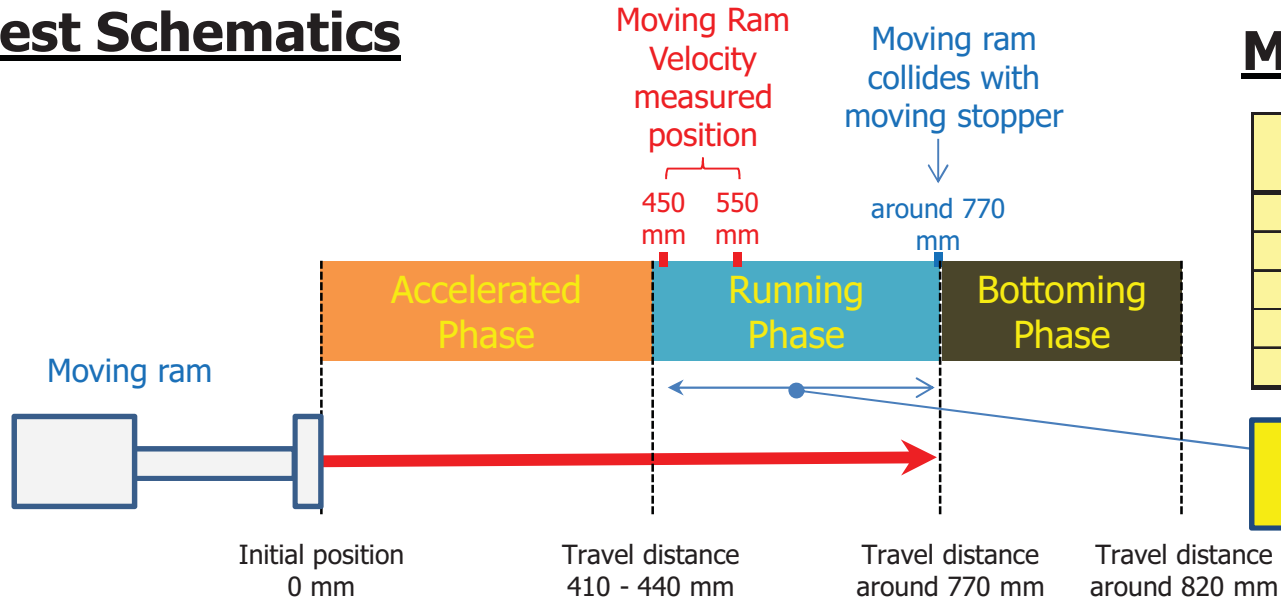 est Schematics
Moving Ram
Velocity
measured
position
Moving ram
collides with
moving stopper
M
450
mm
550
mm
around 770
mm
Accelerated
Phase
Running
Phase
Bottoming
Phase
Moving ram
Initial position
0 mm
Travel distance
410 - 440 mm
Travel distance
around 770 mm
Travel distance
around 820 mm